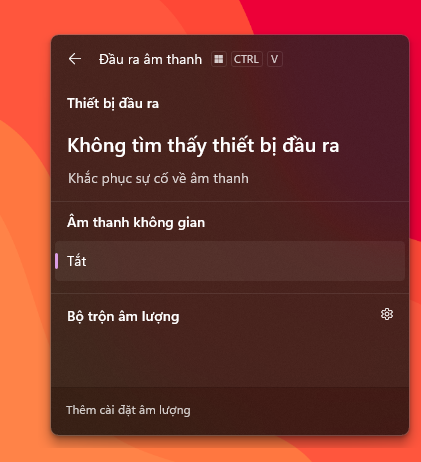 Đầu ra âm thanh CTRL V
Thiết bị đầu ra
Không tìm thấy thiết bị đầu ra
Khắc phục sự cố về âm thanh
Âm thanh không gian
Tắt
Bộ trộn âm lượng
Thêm cài đặt âm lượng